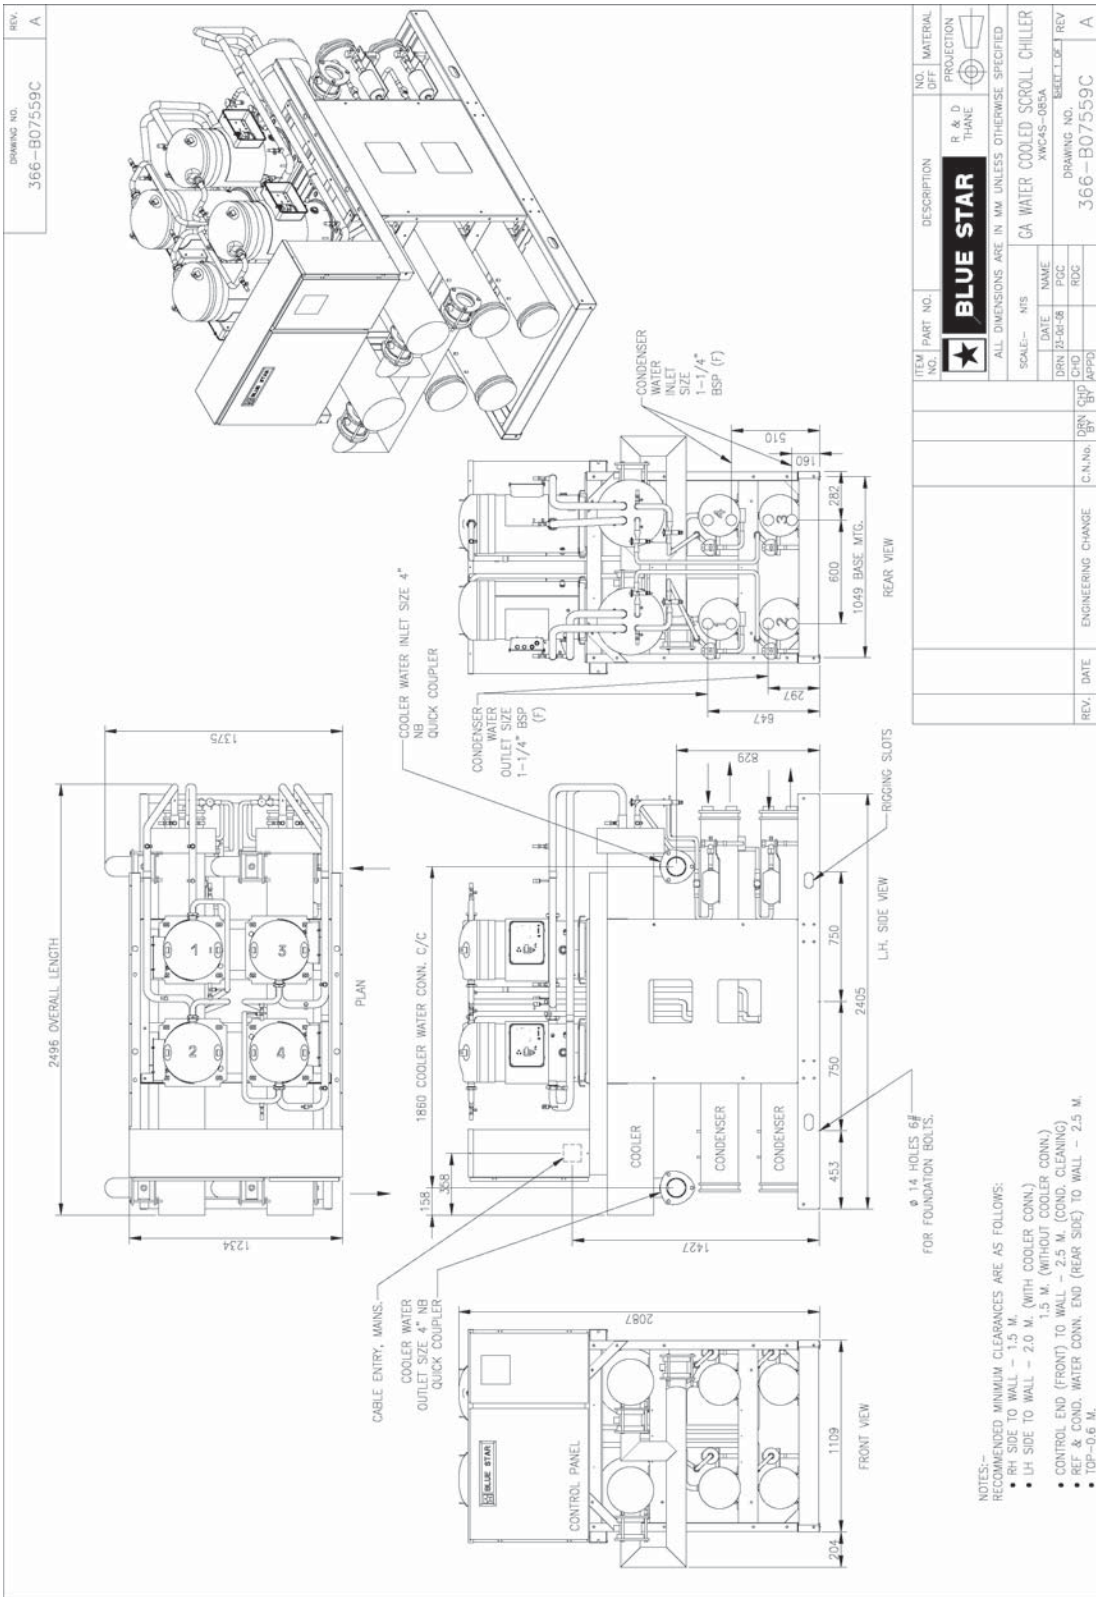 DRAWING NO.
REV.
366-B07559C
A
2496 OVERALL LENGTH
1375
1234
1
2
3
4
PLAN
COOLER WATER INLET SIZE 4"
NB
QUICK COUPLER
CONDENSER
WATER
OUTLET SIZE
1-1/4" BSP
(F)
CONDENSER
WATER
INLET
SIZE
1-1/4"
BSP (F)
510
160
282
600
1049 BASE MTG.
297
647
2
3
REAR VIEW
BLUE STAR
1860 COOLER WATER CONN. C/C
158
358
829
COOLER
CONDENSER
CONDENSER
1427
453
750
750
2405
L.H. SIDE VIEW
RIGGING SLOTS
CABLE ENTRY, MAINS.
COOLER WATER
OUTLET SIZE 4" NB
QUICK COUPLER
ø 14 HOLES 6#
FOR FOUNDATION BOLTS.
BLUE STAR
CONTROL PANEL
2087
204
1109
FRONT VIEW
NOTES:-
RECOMMENDED MINIMUM CLEARANCES ARE AS FOLLOWS:
• RH SIDE TO WALL - 1.5 M.
• LH SIDE TO WALL - 2.0 M. (WITH COOLER CONN.)
1.5 M. (WITHOUT COOLER CONN.)
• CONTROL END (FRONT) TO WALL - 2.5 M. (COND. CLEANING)
• REF & COND. WATER CONN. END (REAR SIDE) TO WALL - 2.5 M.
• TOP-0.6 M.
ITEM NO.
PART NO.
DESCRIPTION
NO. OFF
MATERIAL
BLUE STAR
R & D
THANE
PROJECTION
ALL DIMENSIONS ARE IN MM UNLESS OTHERWISE SPECIFIED
SCALE:- NTS
GA WATER COOLED SCROLL CHILLER
XWC4S-085A
SHEET 1 OF 1
DATE NAME
DRN 23-Oct-08 PGC
CHD RDG
APPD
DRAWING NO.
REV
366-B07559C
A
REV. DATE ENGINEERING CHANGE C.N.No. DRN BY CHD BY